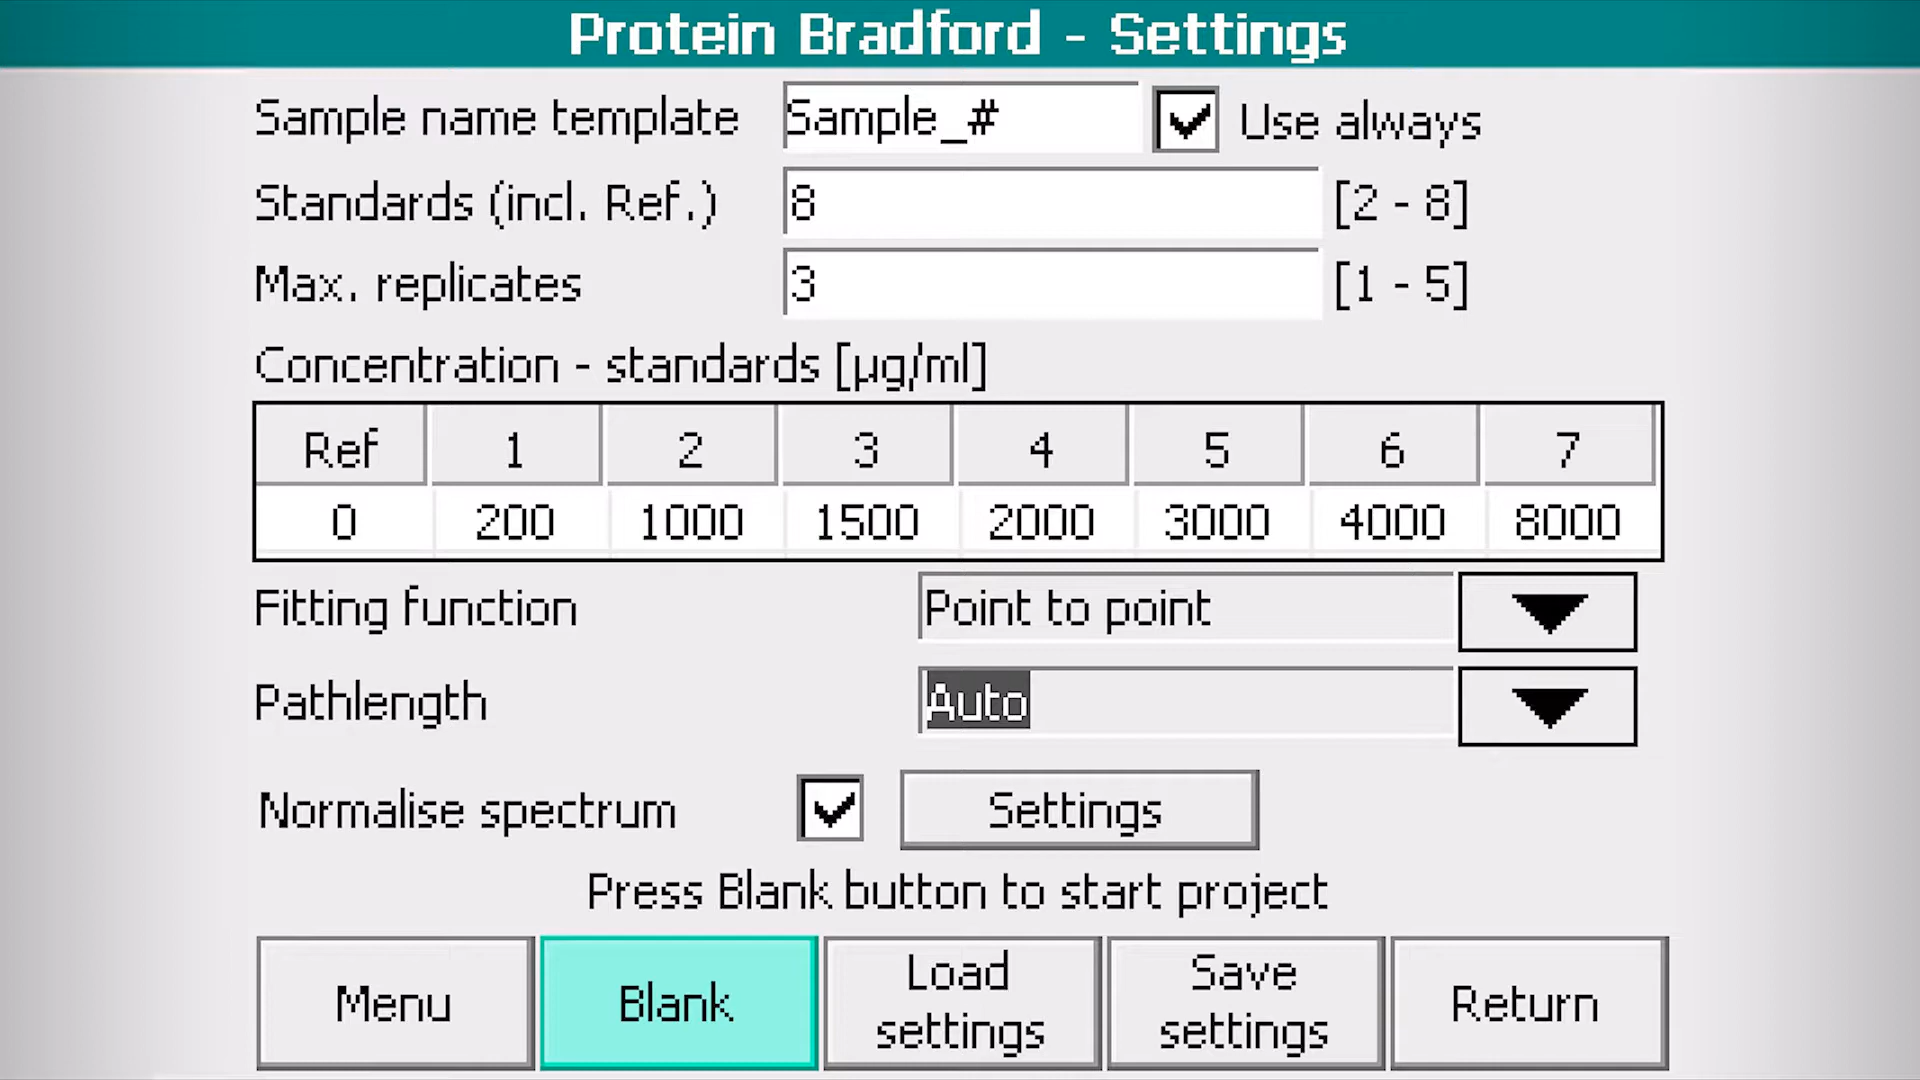 Protein Bradford - Settings
Sample name template Sample_# Use always
Standards (incl. Ref.) 8 [2 - 8]
Max. replicates 3 [1 - 5]
Concentration - standards [µg/ml]
Ref 1 2 3 4 5 6 7
0 200 1000 1500 2000 3000 4000 8000
Fitting function Point to point
Pathlength Auto
Normalise spectrum Settings
Press Blank button to start project
Menu Blank Load settings Save settings Return